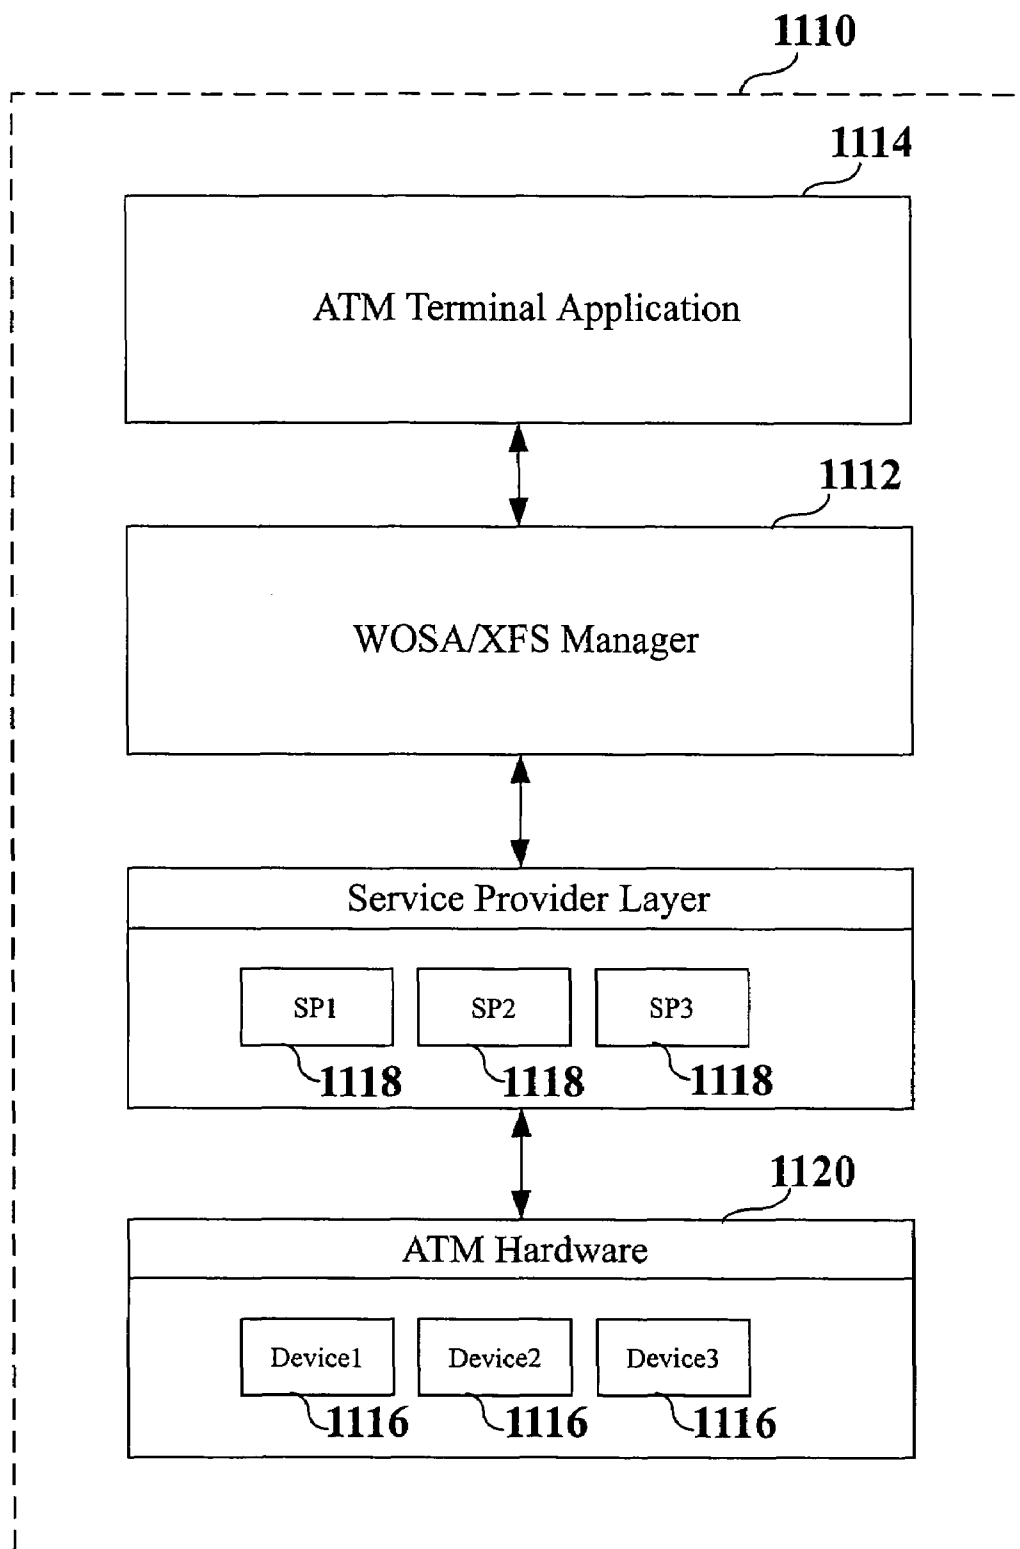 1110
1114
ATM Terminal Application
1112
WOSA/XFS Manager
Service Provider Layer
SP1 SP2 SP3
1118 1118 1118
1120
ATM Hardware
Device1 Device2 Device3
1116 1116 1116